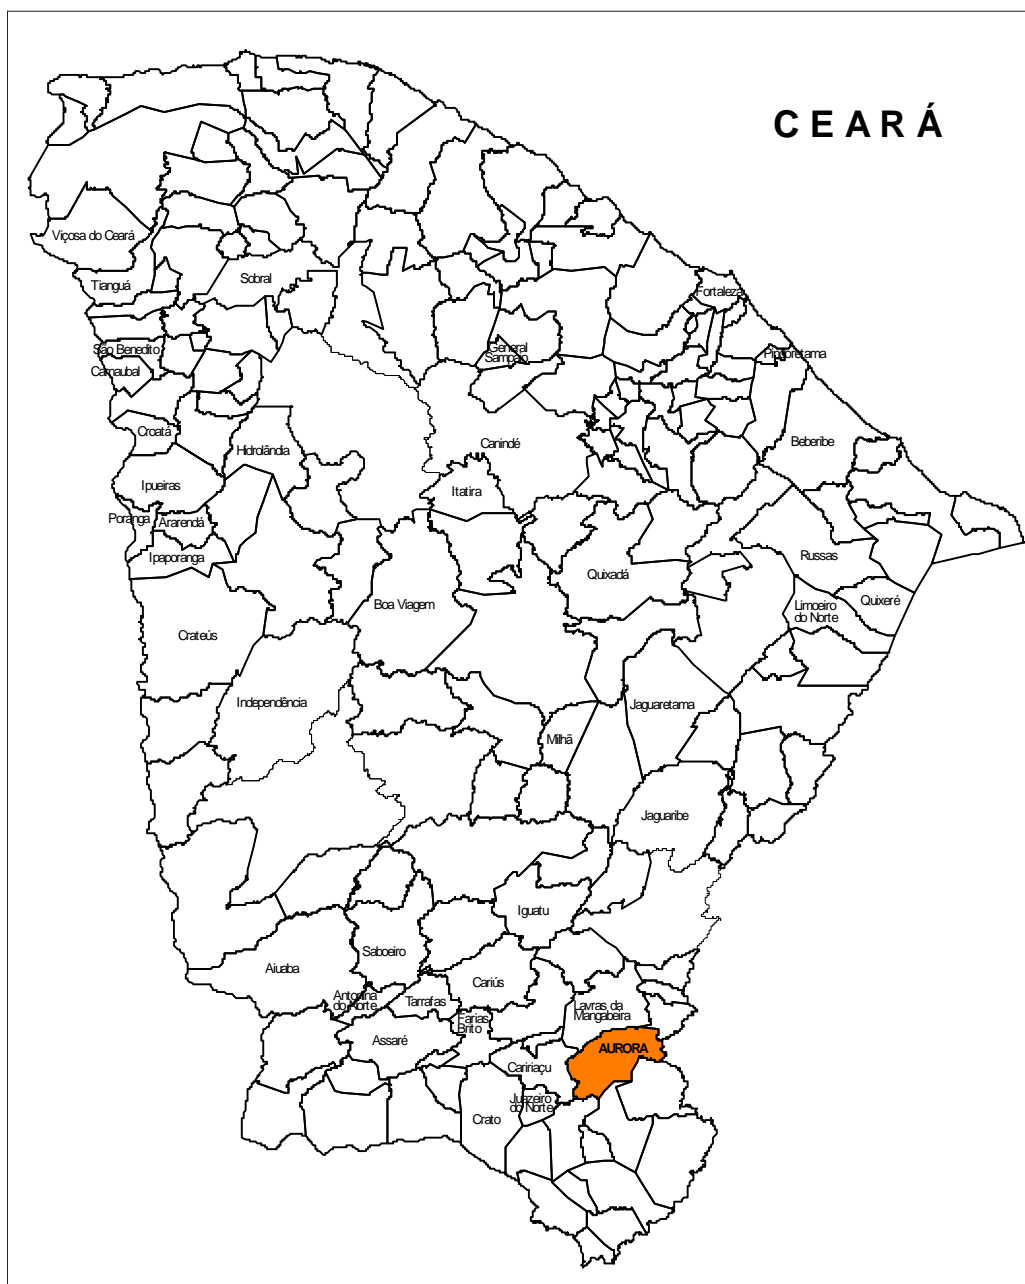 CEARÁ
Viçosa do Ceará
Tianguá
Sobral
Fortaleza
São Benedito
General
Sampaio
Carnaubal
Croatá
Hidrolândia
Canindé
Beberibe
Ipueiras
Itatira
Poranga
Ararendá
Ipaporanga
Quixadá
Russas
Boa Viagem
Limoeiro
do Norte
Quixeré
Crateús
Independência
Jaguaretama
Milhã
Jaguaribe
Iguatu
Saboeiro
Aiuaba
Cariús
Antonina
do Norte
Tarrafas
Lavras da
Mangabeira
Farias
Brito
Assaré
AURORA
Caririaçu
Juazeiro
do Norte
Crato